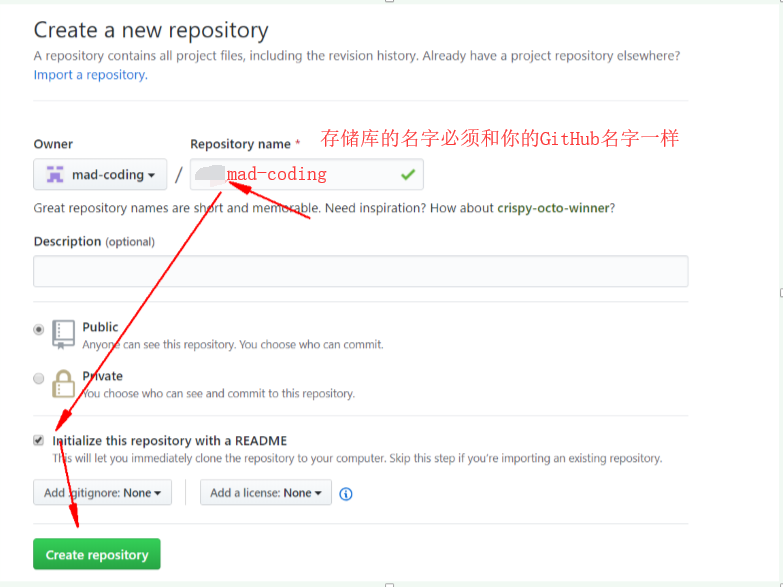 Create a new repository
A repository contains all project files, including the revision history. Already have a project repository elsewhere?
Import a repository.
Owner
Repository name * 存储库的名字必须和你的GitHub名字一样
mad-coding / mad-coding
Great repository names are short and memorable. Need inspiration? How about crispy-octo-winner?
Description (optional)
Public
Anyone can see this repository. You choose who can commit.
Private
You choose who can see and commit to this repository.
Initialize this repository with a README
This will let you immediately clone the repository to your computer. Skip this step if you're importing an existing repository.
Add .gitignore: None Add a license: None
Create repository